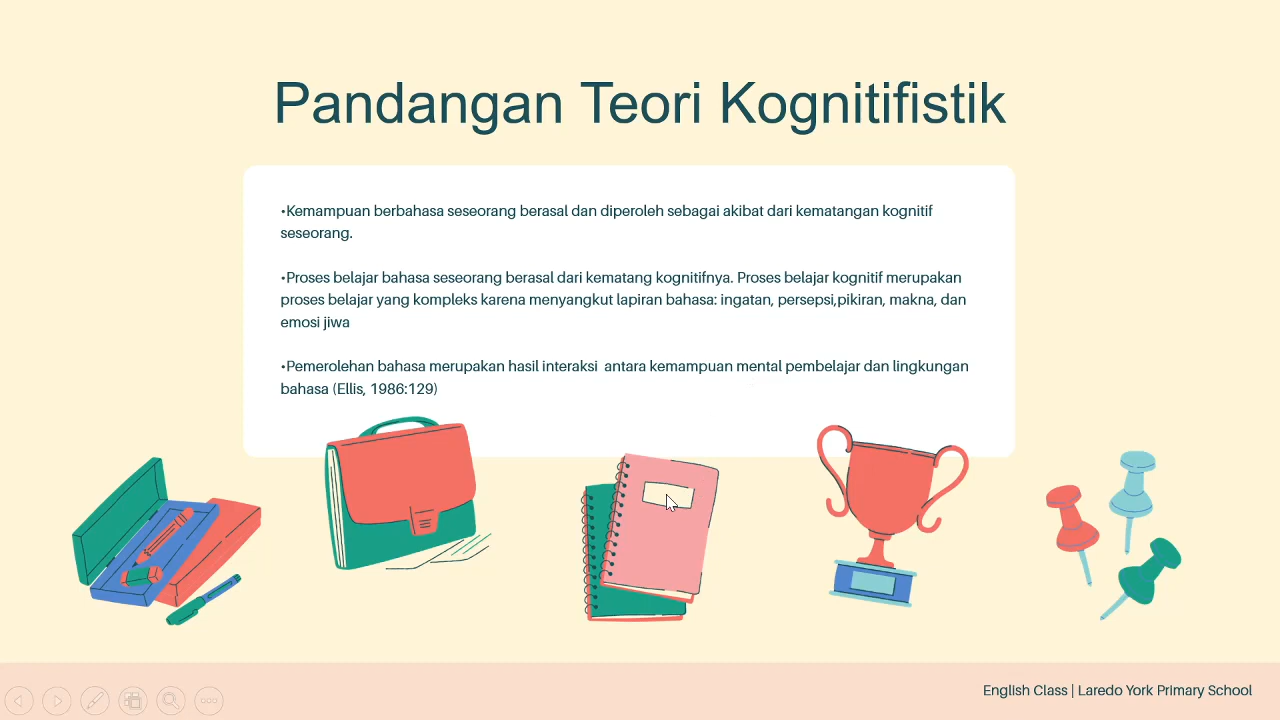 Pandangan Teori Kognitifistik
•Kemampuan berbahasa seseorang berasal dan diperoleh sebagai akibat dari kematangan kognitif
seseorang.
•Proses belajar bahasa seseorang berasal dari kematang kognitifnya. Proses belajar kognitif merupakan
proses belajar yang kompleks karena menyangkut lapiran bahasa: ingatan, persepsi,pikiran, makna, dan
emosi jiwa
•Pemerolehan bahasa merupakan hasil interaksi  antara kemampuan mental pembelajar dan lingkungan
bahasa (Ellis, 1986:129)
English Class | Laredo York Primary School